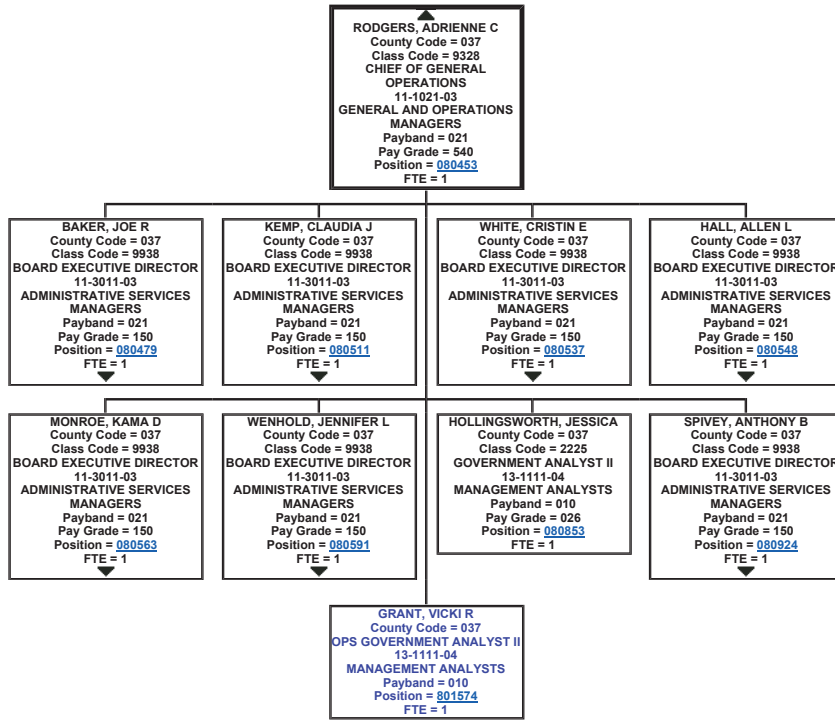 RODGERS, ADRIENNE C
County Code = 037
Class Code = 9328
CHIEF OF GENERAL
OPERATIONS
11-1021-03
GENERAL AND OPERATIONS
MANAGERS
Payband = 021
Pay Grade = 540
Position = 080453
FTE = 1
BAKER, JOE R
County Code = 037
Class Code = 9938
BOARD EXECUTIVE DIRECTOR
11-3011-03
ADMINISTRATIVE SERVICES
MANAGERS
Payband = 021
Pay Grade = 150
Position = 080479
FTE = 1
KEMP, CLAUDIA J
County Code = 037
Class Code = 9938
BOARD EXECUTIVE DIRECTOR
11-3011-03
ADMINISTRATIVE SERVICES
MANAGERS
Payband = 021
Pay Grade = 150
Position = 080511
FTE = 1
WHITE, CRISTIN E
County Code = 037
Class Code = 9938
BOARD EXECUTIVE DIRECTOR
11-3011-03
ADMINISTRATIVE SERVICES
MANAGERS
Payband = 021
Pay Grade = 150
Position = 080537
FTE = 1
HALL, ALLEN L
County Code = 037
Class Code = 9938
BOARD EXECUTIVE DIRECTOR
11-3011-03
ADMINISTRATIVE SERVICES
MANAGERS
Payband = 021
Pay Grade = 150
Position = 080548
FTE = 1
MONROE, KAMA D
County Code = 037
Class Code = 9938
BOARD EXECUTIVE DIRECTOR
11-3011-03
ADMINISTRATIVE SERVICES
MANAGERS
Payband = 021
Pay Grade = 150
Position = 080563
FTE = 1
WENHOLD, JENNIFER L
County Code = 037
Class Code = 9938
BOARD EXECUTIVE DIRECTOR
11-3011-03
ADMINISTRATIVE SERVICES
MANAGERS
Payband = 021
Pay Grade = 150
Position = 080591
FTE = 1
HOLLINGSWORTH, JESSICA
County Code = 037
Class Code = 2225
GOVERNMENT ANALYST II
13-1111-04
MANAGEMENT ANALYSTS
Payband = 010
Pay Grade = 026
Position = 080853
FTE = 1
SPIVEY, ANTHONY B
County Code = 037
Class Code = 9938
BOARD EXECUTIVE DIRECTOR
11-3011-03
ADMINISTRATIVE SERVICES
MANAGERS
Payband = 021
Pay Grade = 150
Position = 080924
FTE = 1
GRANT, VICKI R
County Code = 037
OPS GOVERNMENT ANALYST II
13-1111-04
MANAGEMENT ANALYSTS
Payband = 010
Position = 801574
FTE = 1